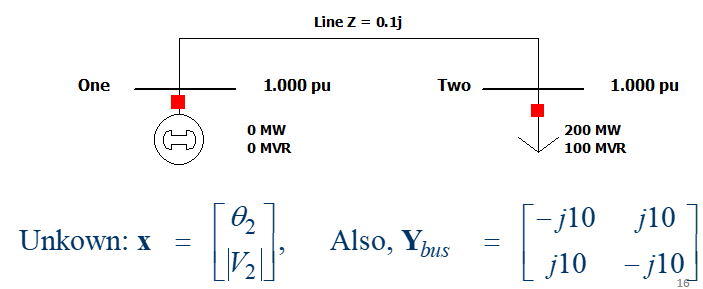 Line Z = 0.1j
One 1.000 pu Two 1.000 pu
0 MW 200 MW
0 MVR 100 MVR
Unkown: x = [θ₂ |V₂|], Also, Y_bus = [−j10 j10 j10 −j10]
16